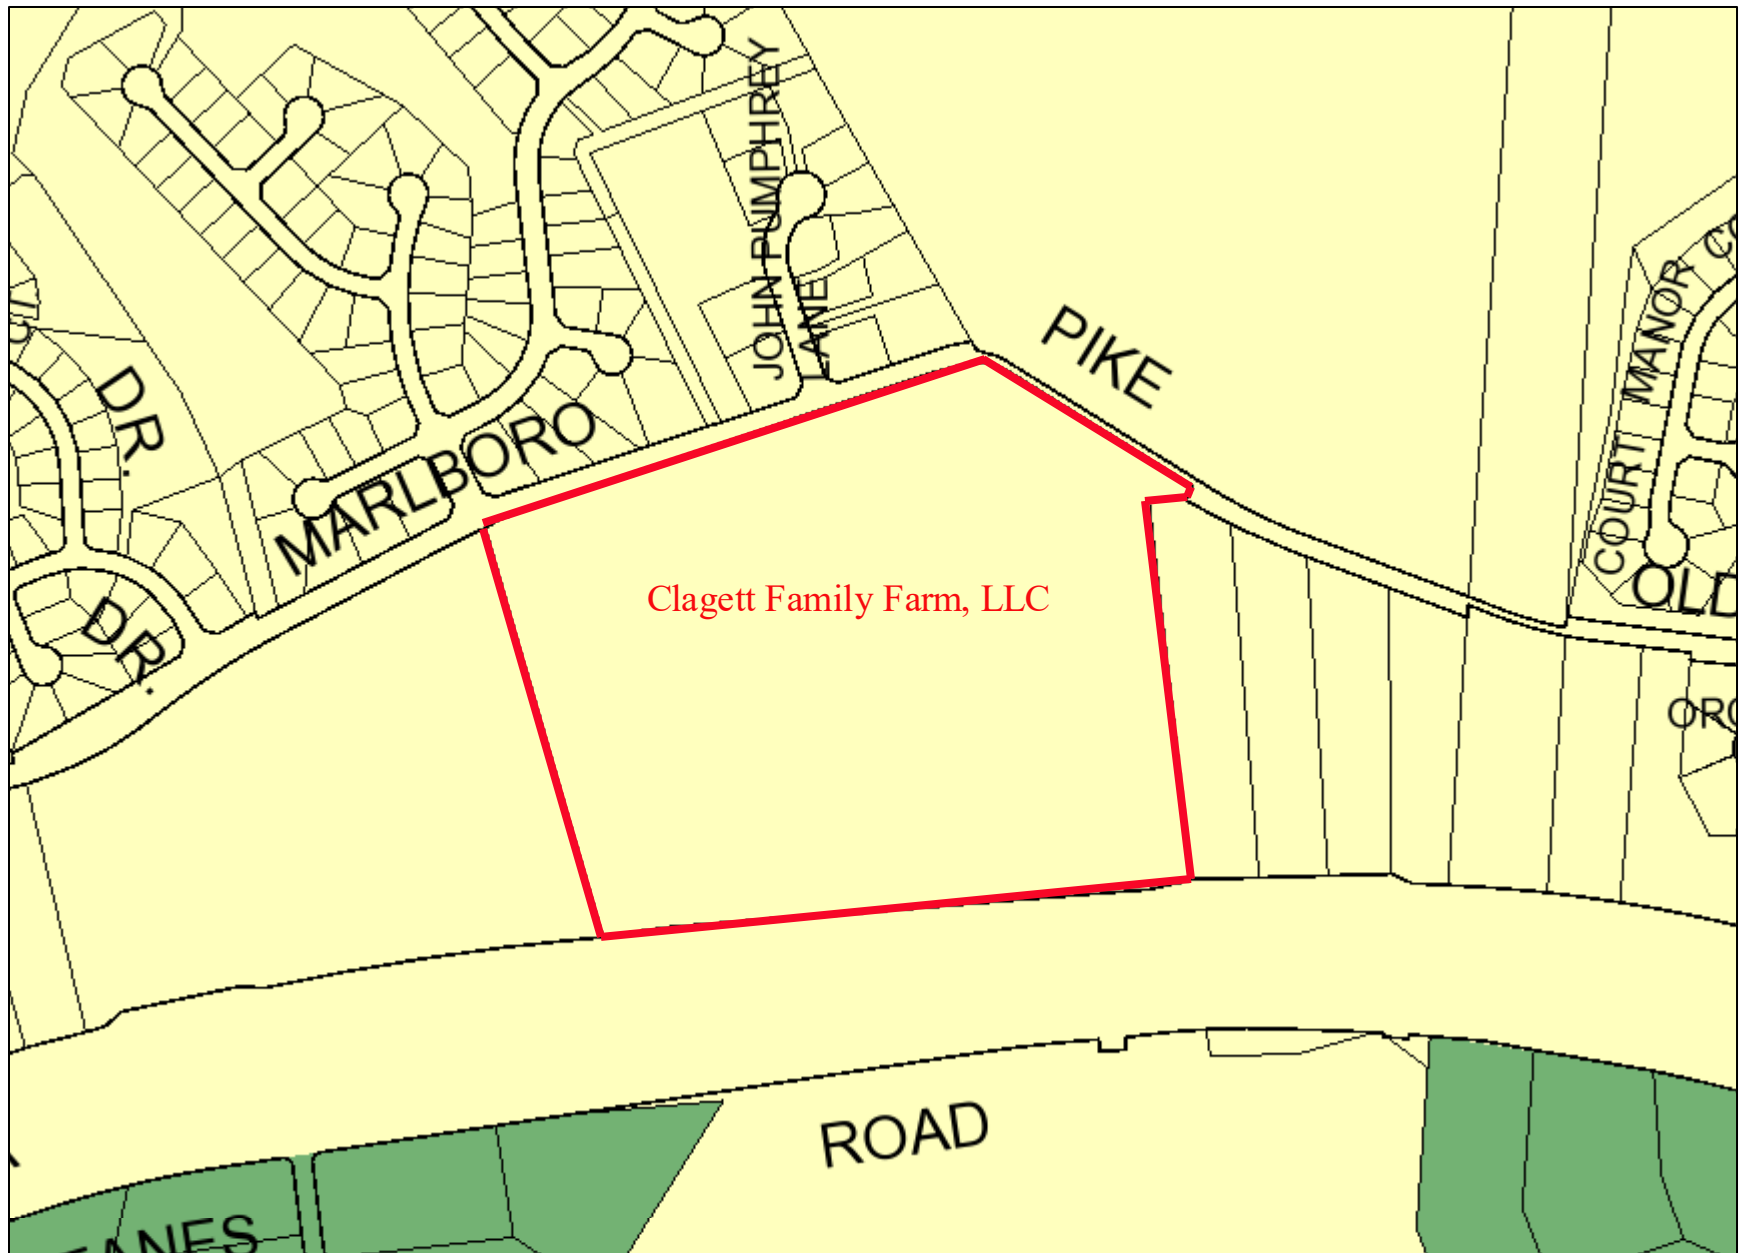 JOHN PUMPHREY
LANE
PIKE
COURT MANOR
DR.
MARLBORO
OLD
DR.
Clagett Family Farm, LLC
ROAD